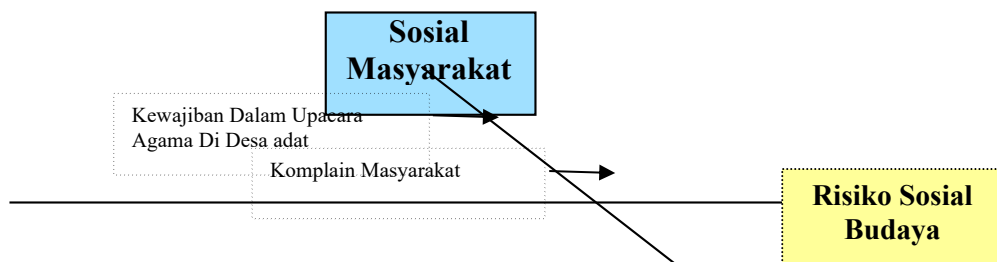 Sosial
Masyarakat
Kewajiban Dalam Upacara
Agama Di Desa adat
Komplain Masyarakat
Risiko Sosial
Budaya